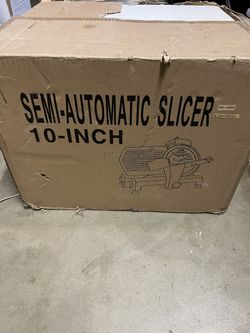 SEMI-AUTOMATIC SLICER
10-INCH